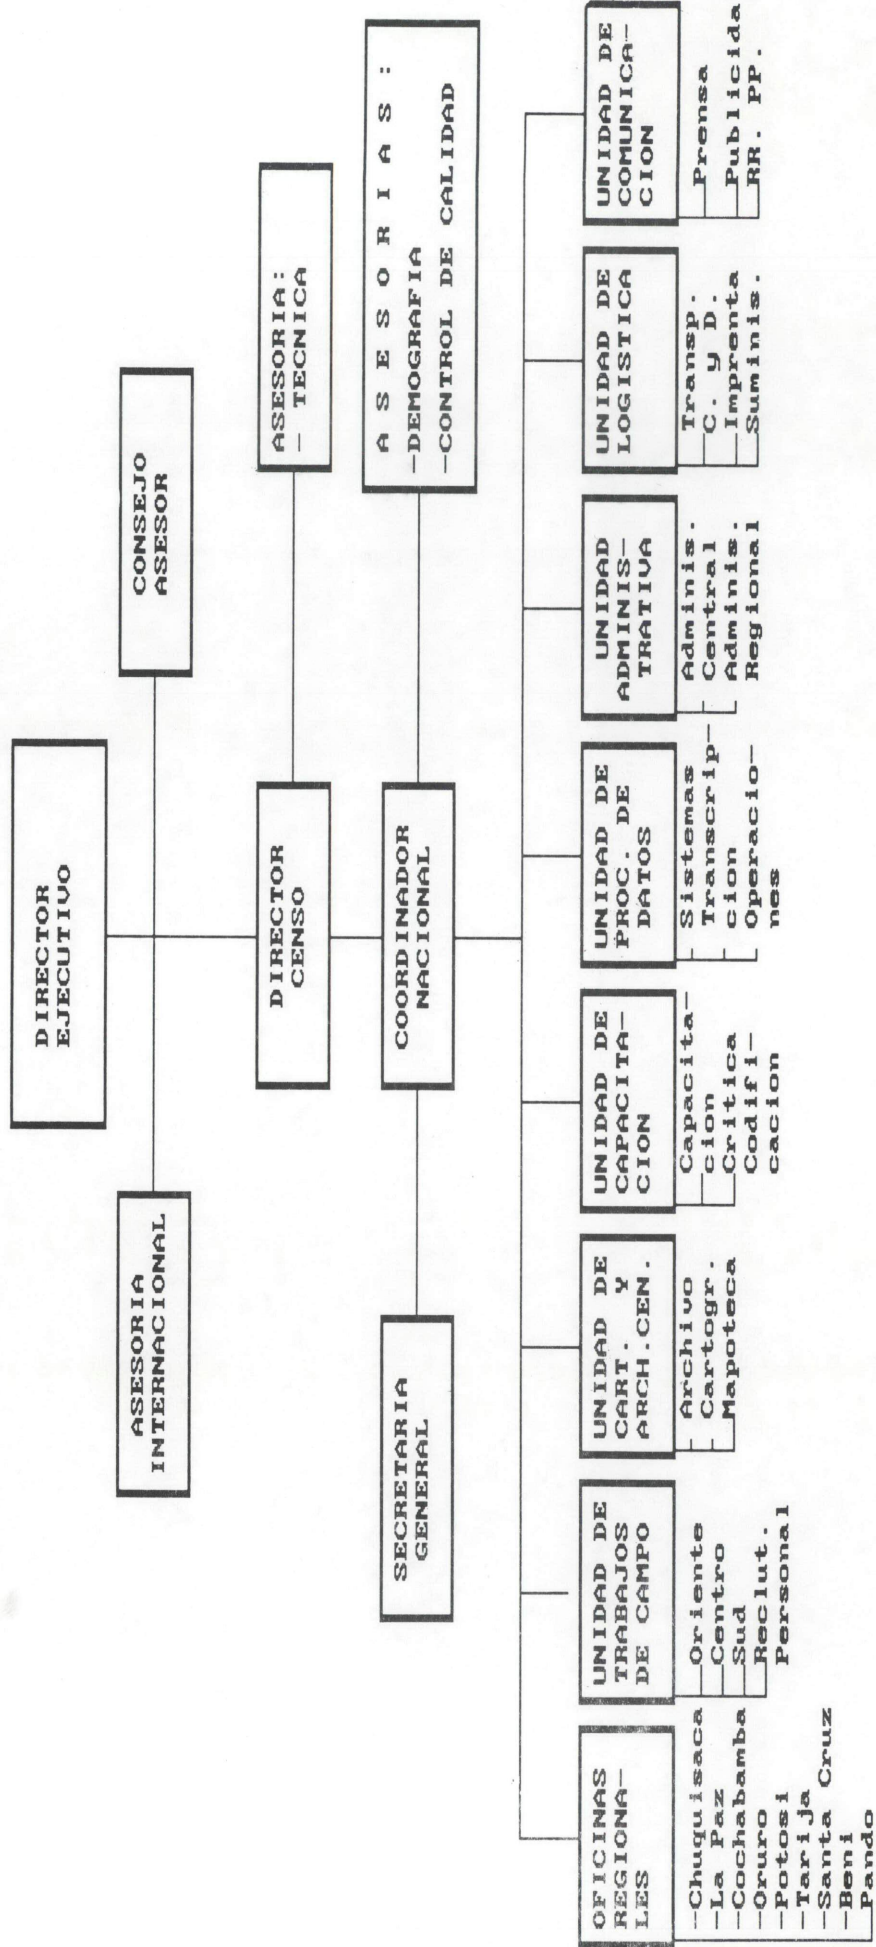 DIRECTOR
EJECUTIVO
ASESORIA
INTERNACIONAL
CONSEJO
ASESOR
DIRECTOR
CENSO
ASESORIA:
- TECNICA
SECRETARIA
GENERAL
COORDINADOR
NACIONAL
A S E S O R I A S :
-DEMOGRAFIA
-CONTROL DE CALIDAD
OFICINAS
REGIONA-
LES
-Chuquisaca
-La Paz
-Cochabamba
-Oruro
-Potosi
-Tarija
-Santa Cruz
-Beni
Pando
UNIDAD DE
TRABAJOS
DE CAMPO
Oriente
Centro
Sud
Reclut.
Personal
UNIDAD DE
CART. Y
ARCH.CEN.
Archivo
Cartogr.
Mapoteca
UNIDAD DE
CAPACITA-
CION
Capacita-
cion
Critica
Codifi-
cacion
UNIDAD DE
PROC. DE
DATOS
Sistemas
Transcrip-
cion
Operacio-
nes
UNIDAD
ADMINIS-
TRATIVA
Adminis.
Central
Adminis.
Regional
UNIDAD DE
LOGISTICA
Transp.
C. y D.
Imprenta
Suminis.
UNIDAD DE
COMUNICA-
CION
Prensa
Publicida
RR. PP.